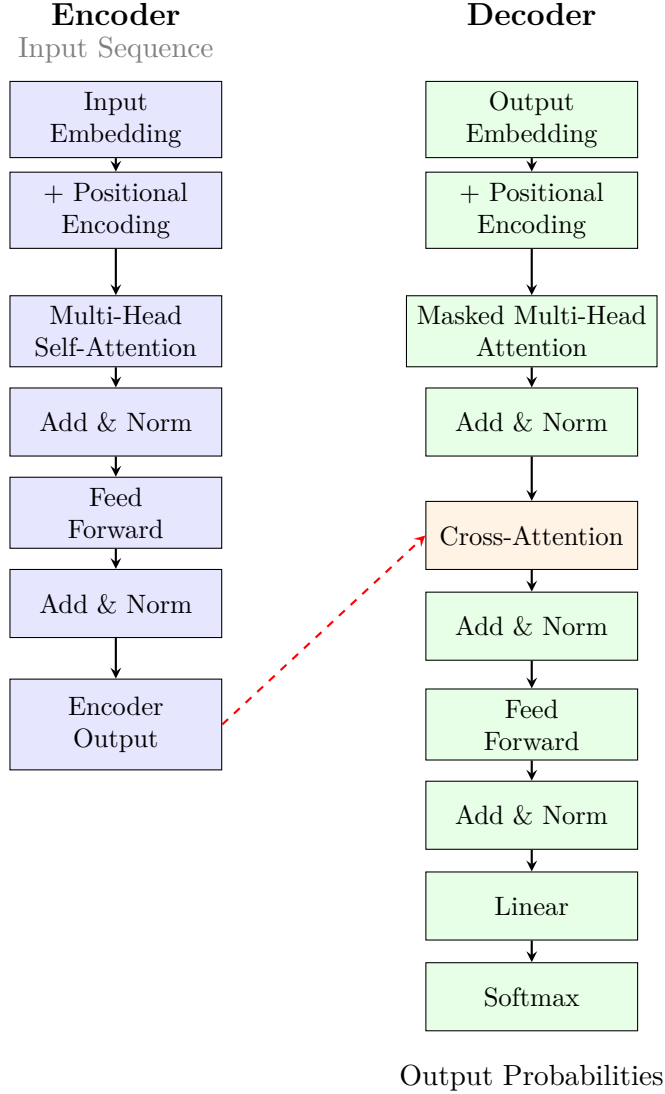 Encoder
Input Sequence
Input
Embedding
+ Positional
Encoding
Multi-Head
Self-Attention
Add & Norm
Feed
Forward
Add & Norm
Encoder
Output
Decoder
Output
Embedding
+ Positional
Encoding
Masked Multi-Head
Attention
Add & Norm
Cross-Attention
Add & Norm
Feed
Forward
Add & Norm
Linear
Softmax
Output Probabilities